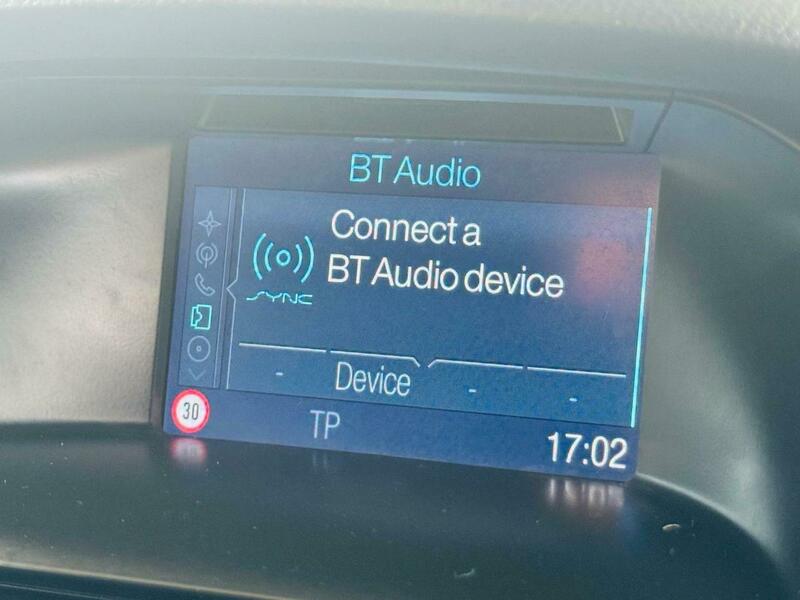 BT Audio
Connect a
BT Audio device
SYNC
- Device - -
30
TP
17:02